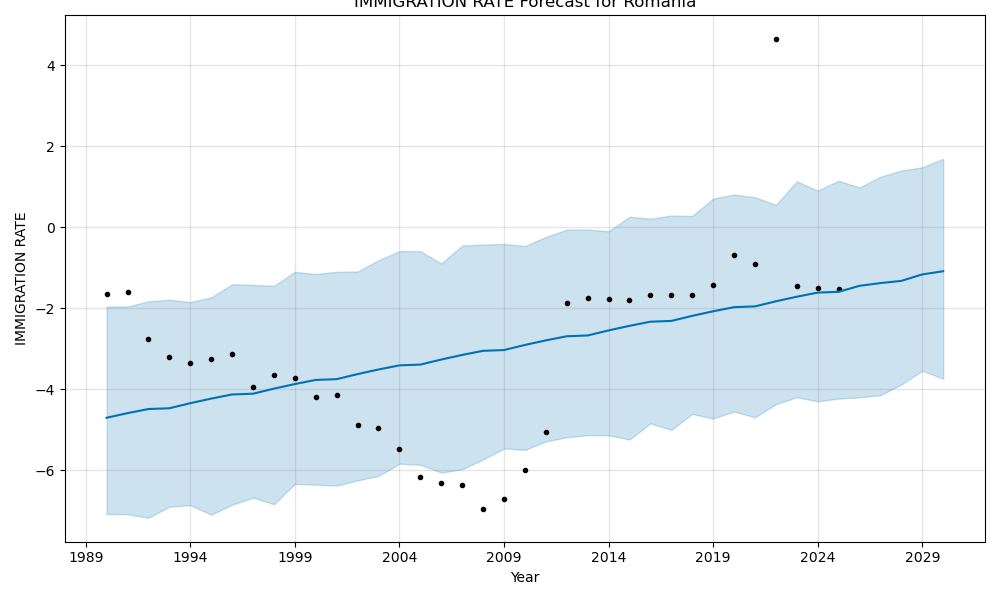 IMMIGRATION RATE Forecast for Romania
4
2
0
−2
−4
−6
IMMIGRATION RATE
1989 1994 1999 2004 2009 2014 2019 2024 2029
Year